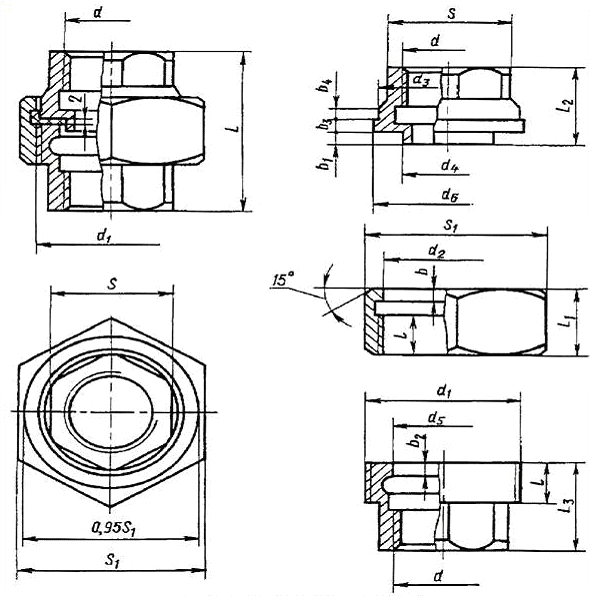 d
2
L
d₁
S
0,95S₁
S₁
S
d
d₃
b₄
b₃
b₁
L₂
d₄
d₆
S₁
d₂
b
15°
l
L₁
d₁
d₅
b₂
l
L₃
d